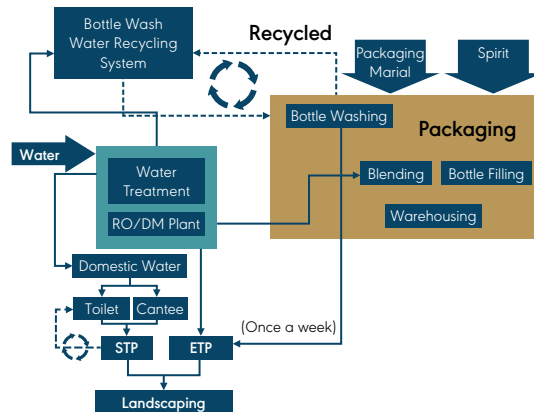 Bottle Wash
Water Recycling
System
Recycled
Packaging
Marial
Spirit
Bottle Washing
Packaging
Water
Water
Treatment
Blending
Bottle Filling
RO/DM Plant
Warehousing
Domestic Water
Toilet
Cantee
(Once a week)
STP
ETP
Landscaping